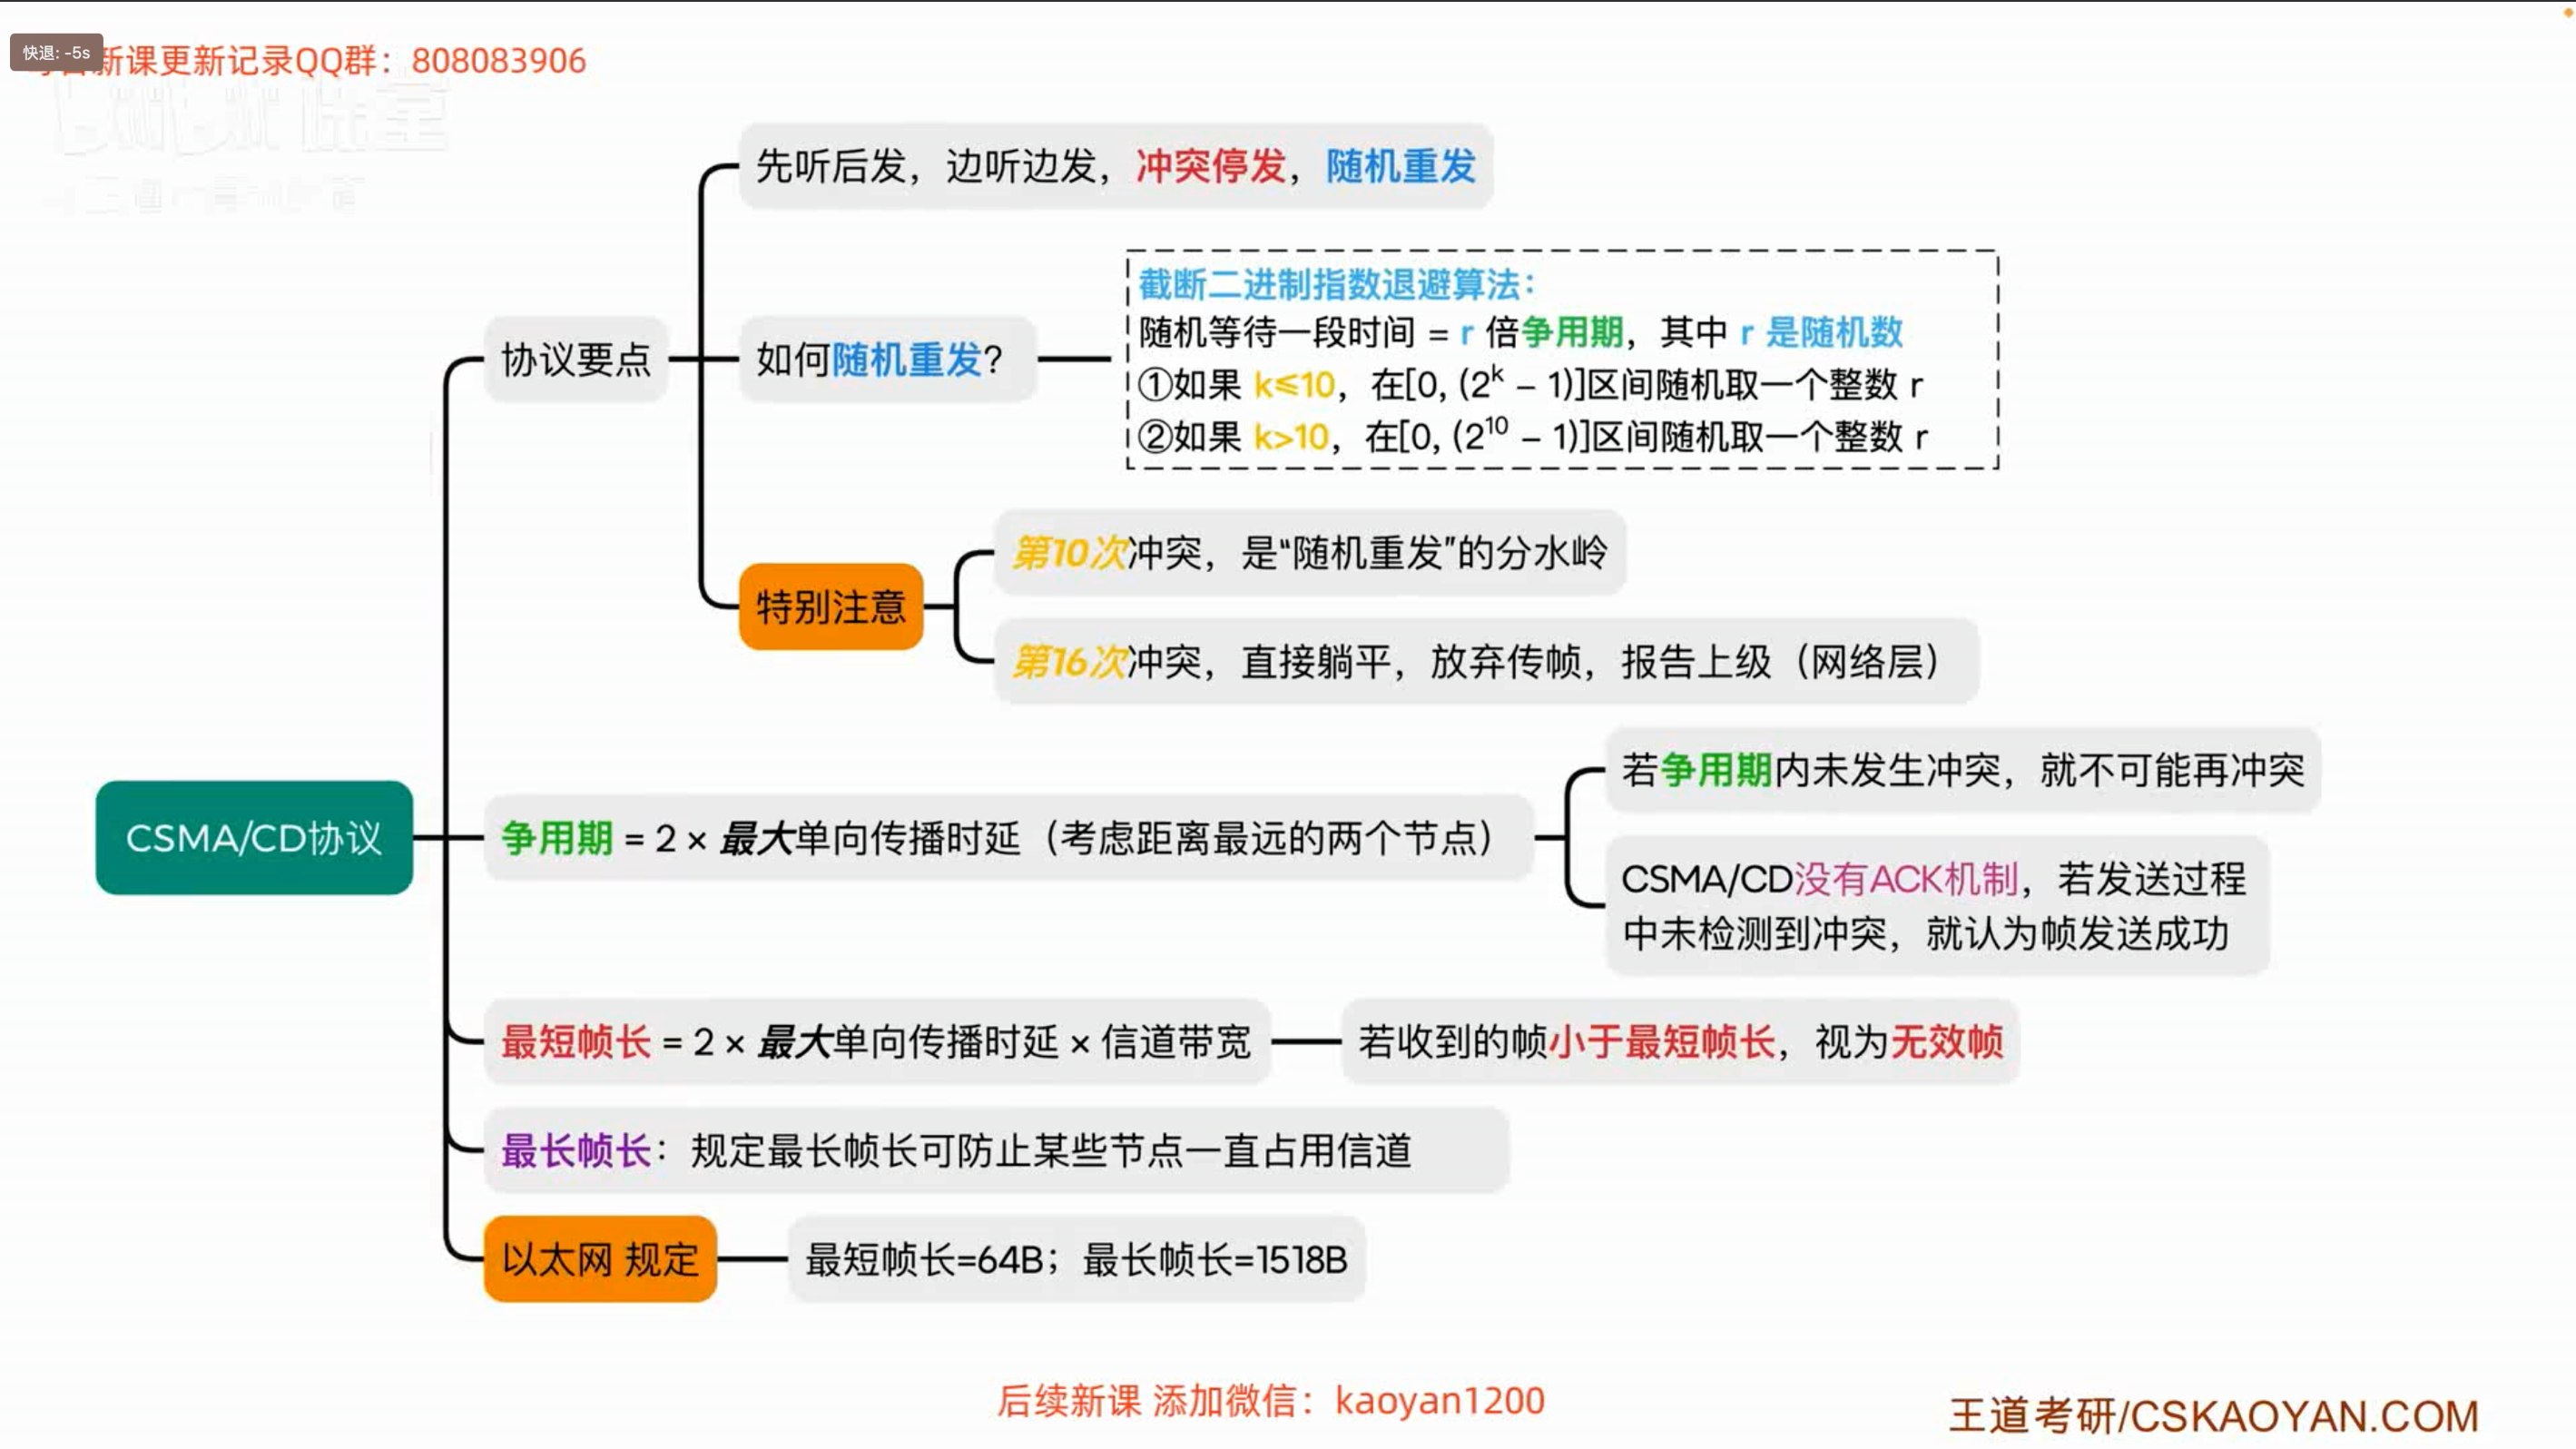 快退: -5s
新课更新记录QQ群：808083906
先听后发，边听边发，冲突停发，随机重发
截断二进制指数退避算法：
随机等待一段时间 = r 倍争用期，其中 r 是随机数
①如果 k≤10，在[0, (2^k – 1)]区间随机取一个整数 r
②如果 k>10，在[0, (2^10 – 1)]区间随机取一个整数 r
协议要点
如何随机重发？
第10次冲突，是“随机重发”的分水岭
特别注意
第16次冲突，直接躺平，放弃传帧，报告上级（网络层）
若争用期内未发生冲突，就不可能再冲突
CSMA/CD协议
争用期 = 2 × 最大单向传播时延（考虑距离最远的两个节点）
CSMA/CD没有ACK机制，若发送过程
中未检测到冲突，就认为帧发送成功
最短帧长 = 2 × 最大单向传播时延 × 信道带宽
若收到的帧小于最短帧长，视为无效帧
最长帧长：规定最长帧长可防止某些节点一直占用信道
以太网 规定
最短帧长=64B；最长帧长=1518B
后续新课 添加微信：kaoyan1200
王道考研/CSKAOYAN.COM